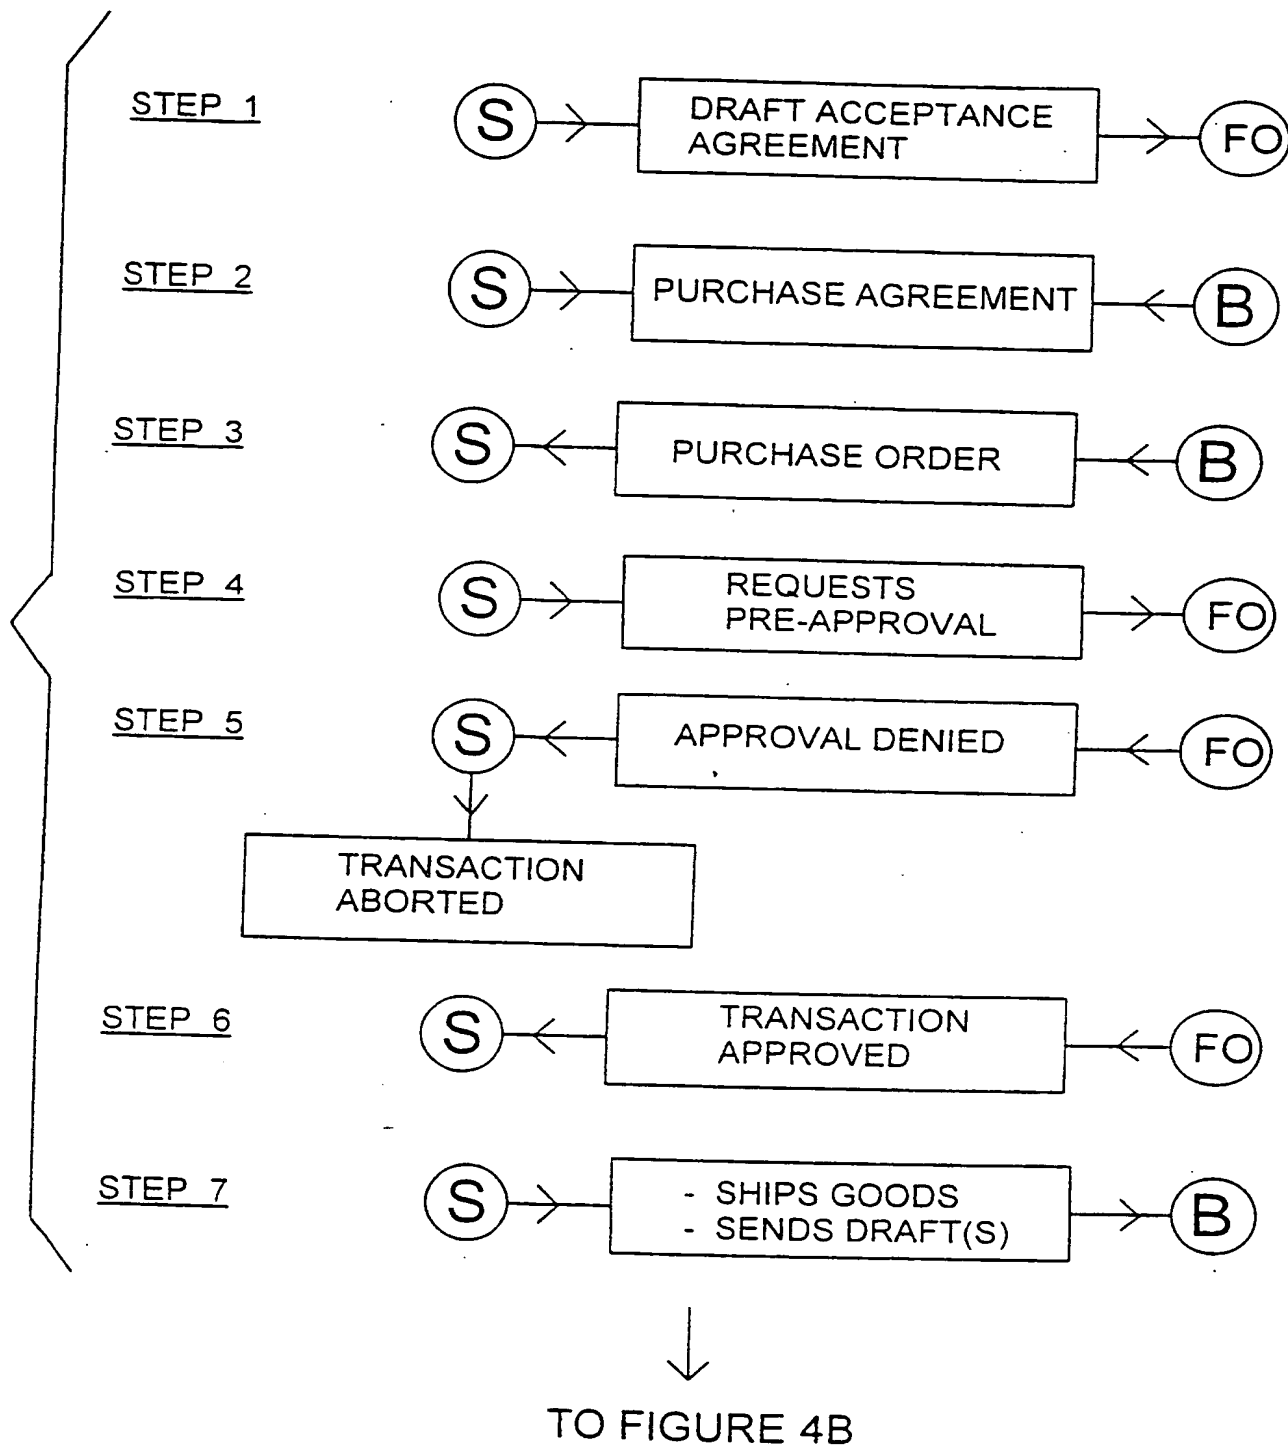 STEP 1
S
DRAFT ACCEPTANCE
AGREEMENT
FO
STEP 2
S
PURCHASE AGREEMENT
B
STEP 3
S
PURCHASE ORDER
B
STEP 4
S
REQUESTS
PRE-APPROVAL
FO
STEP 5
S
APPROVAL DENIED
FO
TRANSACTION
ABORTED
STEP 6
S
TRANSACTION
APPROVED
FO
STEP 7
S
- SHIPS GOODS
- SENDS DRAFT(S)
B
TO FIGURE 4B